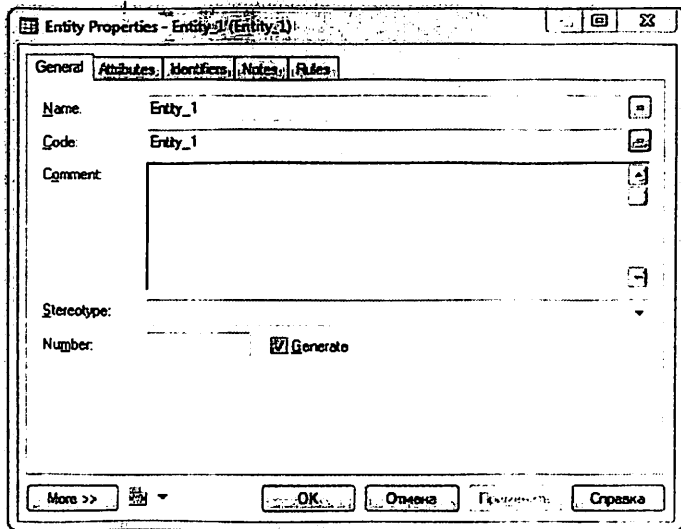 Entity Properties - Entity_1 (Entity_1)
General Attributes Identifiers Notes Rules
Name: Entity_1
Code: Entity_1
Comment:
Stereotype:
Number: Generate
More >> OK Отмена Применить Справка